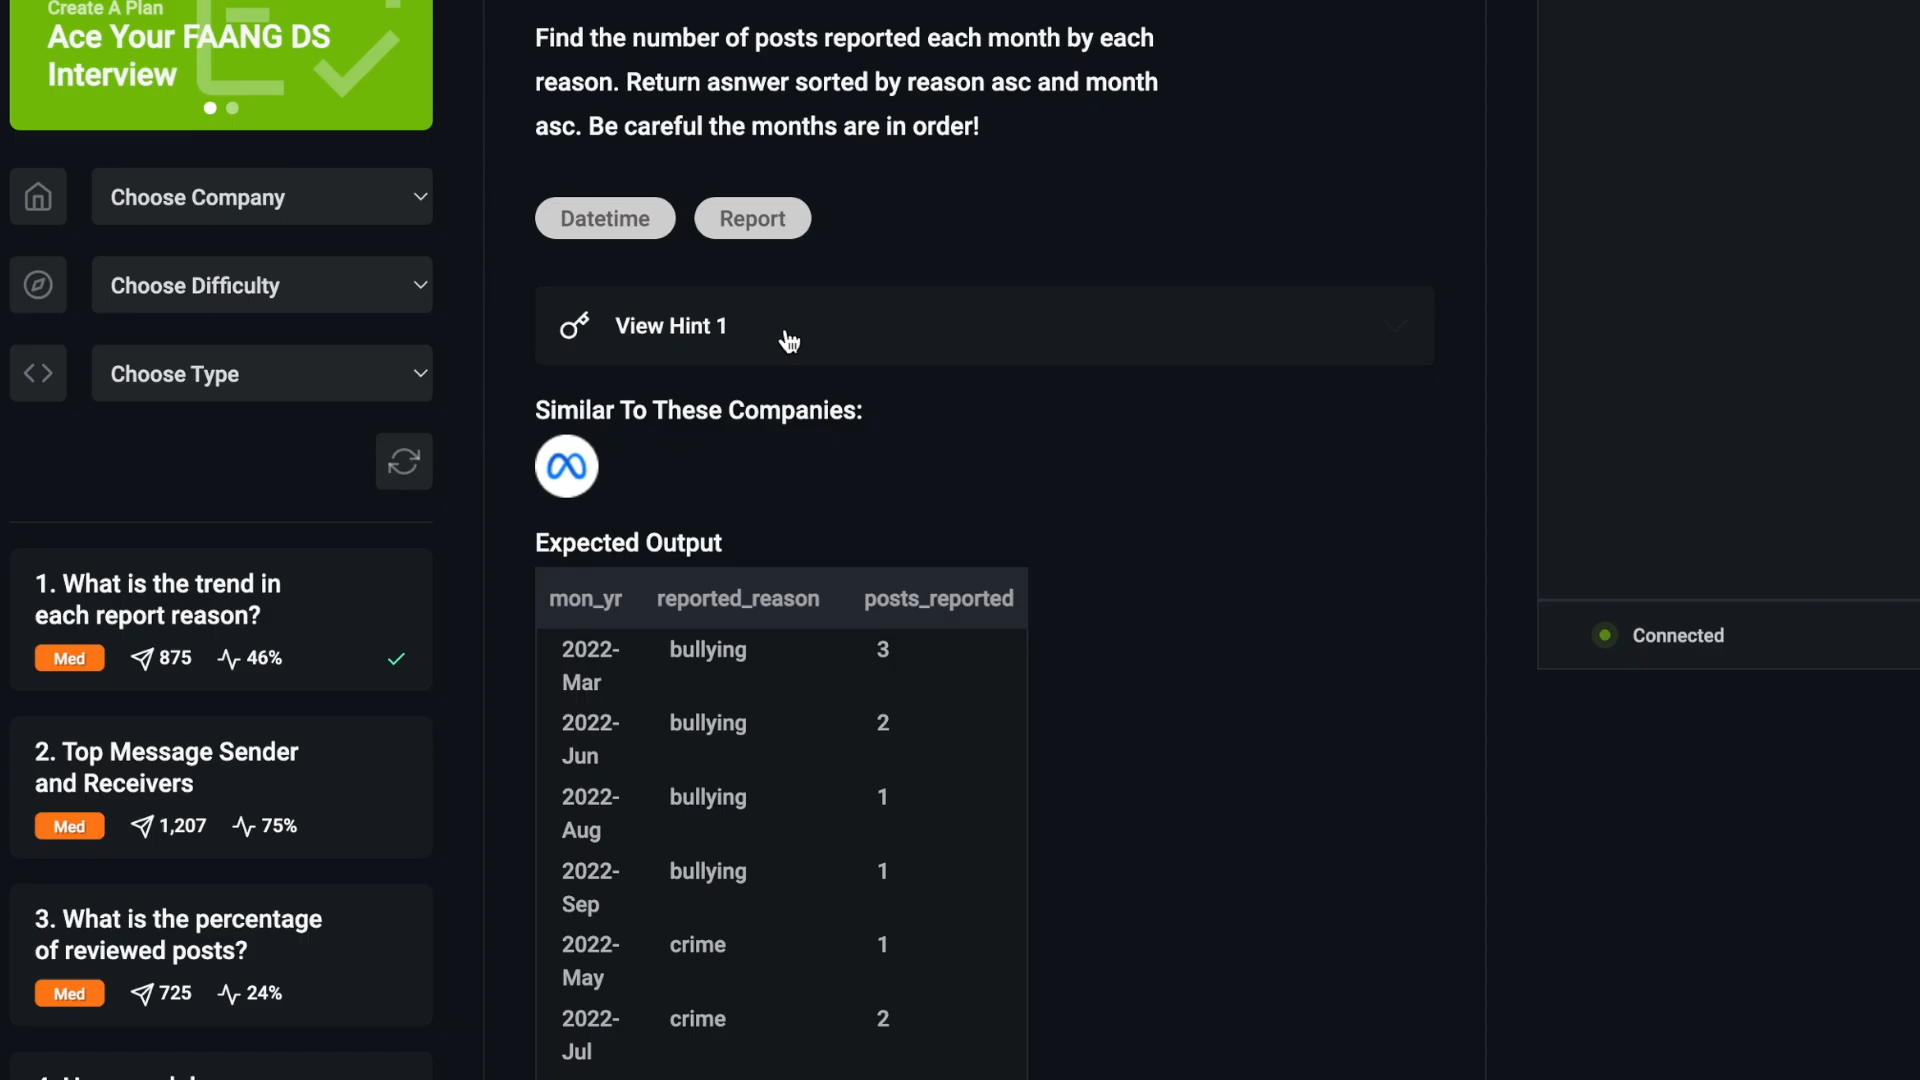 Create A Plan
Ace Your FAANG DS
Interview
Choose Company
Choose Difficulty
Choose Type
1. What is the trend in
each report reason?
Med 875 46%
2. Top Message Sender
and Receivers
Med 1,207 75%
3. What is the percentage
of reviewed posts?
Med 725 24%
Find the number of posts reported each month by each
reason. Return asnwer sorted by reason asc and month
asc. Be careful the months are in order!
Datetime Report
View Hint 1
Similar To These Companies:
Expected Output
mon_yr reported_reason posts_reported
2022- bullying 3
Mar
2022- bullying 2
Jun
2022- bullying 1
Aug
2022- bullying 1
Sep
2022- crime 1
May
2022- crime 2
Jul
Connected